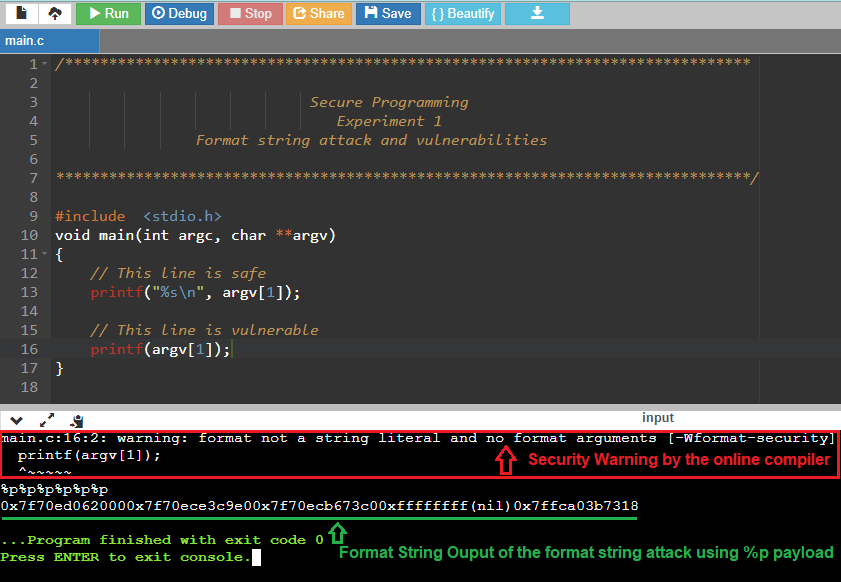 Run Debug Stop Share Save { } Beautify
main.c
1 /******************************************************************************
2
3 Secure Programming
4 Experiment 1
5 Format string attack and vulnerabilities
6
7 *******************************************************************************/
8
9 #include <stdio.h>
10 void main(int argc, char **argv)
11 {
12 // This line is safe
13 printf("%s\n", argv[1]);
14
15 // This line is vulnerable
16 printf(argv[1]);
17 }
18
input
main.c:16:2: warning: format not a string literal and no format arguments [-Wformat-security]
printf(argv[1]);
^~~~~~
Security Warning by the online compiler
%p%p%p%p%p%p
0x7f70ed0620000x7f70ece3c9e00x7f70ecb673c00xffffffff(nil)0x7ffca03b7318
...Program finished with exit code 0
Format String Ouput of the format string attack using %p payload
Press ENTER to exit console.